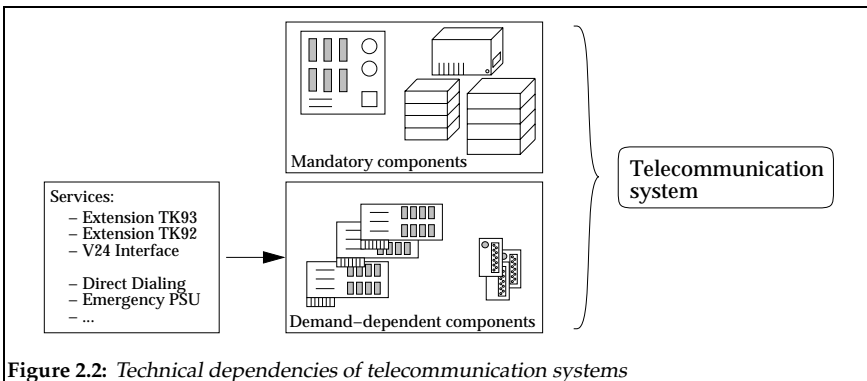 Mandatory components
Services:
– Extension TK93
– Extension TK92
– V24 Interface
– Direct Dialing
– Emergency PSU
– ...
Demand–dependent components
Telecommunication
system
Figure 2.2: Technical dependencies of telecommunication systems